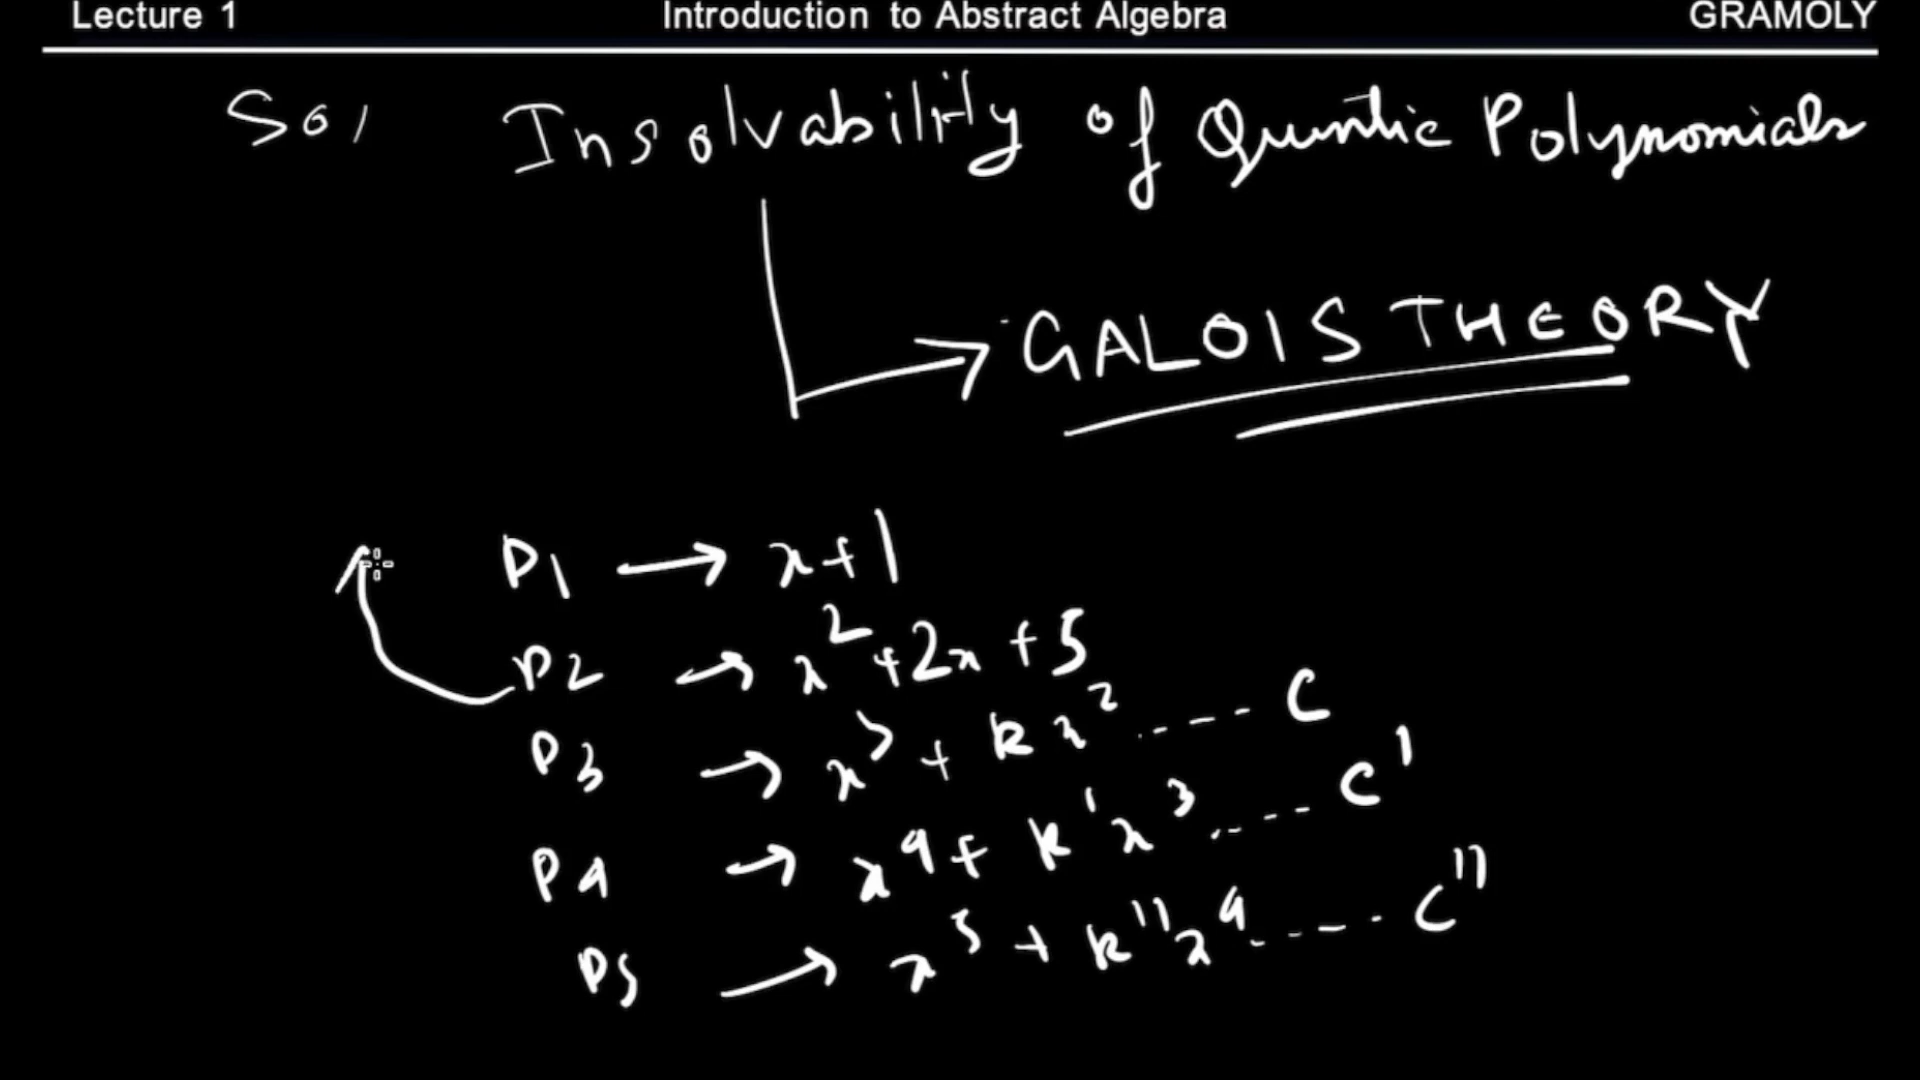 Lecture 1 Introduction to Abstract Algebra GRAMOLY
So, Insolvability of Quintic Polynomials
→ GALOIS THEORY
P1 → x+1
P2 → x²+2x+5
P3 → x³ + kx² ---- C
P4 → x⁴ + k'x³ ---- C'
P5 → x⁵ + k''x⁴ ---- C''